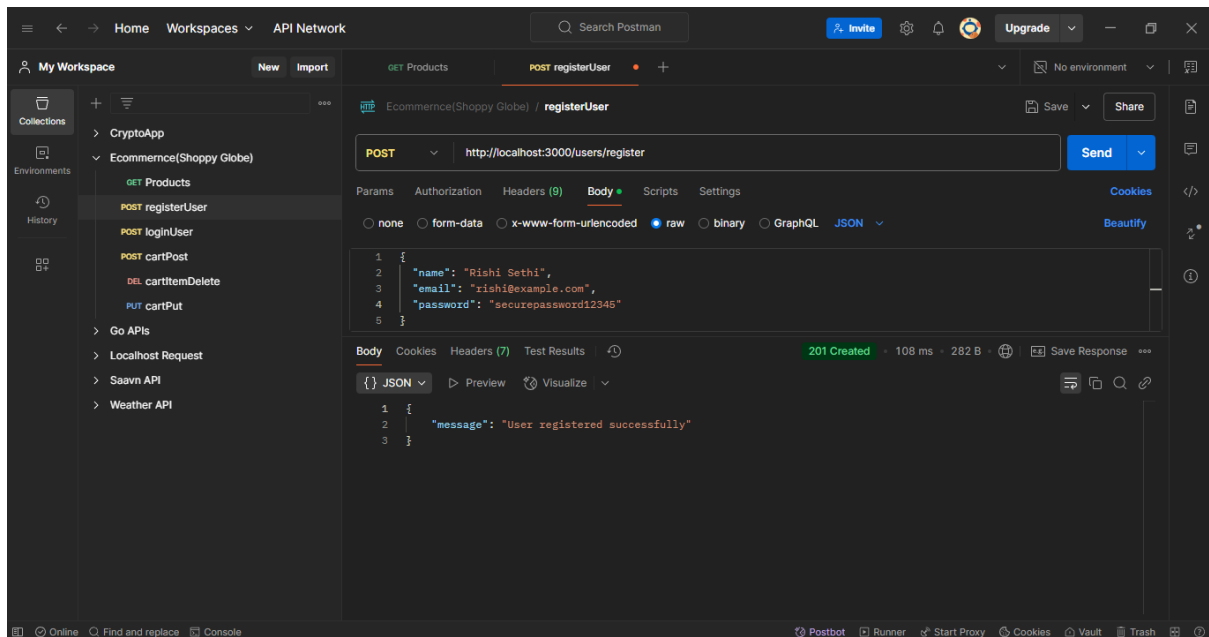 Home Workspaces API Network Search Postman Invite Upgrade
My Workspace New Import GET Products POST registerUser No environment
Collections
Environments
History
CryptoApp
Ecommernce(Shoppy Globe)
GET Products
POST registerUser
POST loginUser
POST cartPost
DEL cartItemDelete
PUT cartPut
Go APIs
Localhost Request
Saavn API
Weather API
HTTP Ecommernce(Shoppy Globe) / registerUser Save Share
POST http://localhost:3000/users/register Send
Params Authorization Headers (9) Body Scripts Settings Cookies
none form-data x-www-form-urlencoded raw binary GraphQL JSON Beautify
1 {
2 "name": "Rishi Sethi",
3 "email": "rishi@example.com",
4 "password": "securepassword12345"
5 }
Body Cookies Headers (7) Test Results 201 Created 108 ms 282 B e.g. Save Response
{} JSON Preview Visualize
1 {
2 "message": "User registered successfully"
3 }
Online Find and replace Console Postbot Runner Start Proxy Cookies Vault Trash